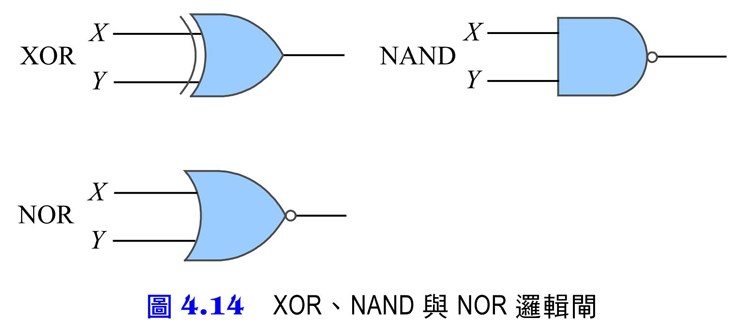 XOR X Y
NAND X Y
NOR X Y
圖 4.14 XOR、NAND 與 NOR 邏輯閘